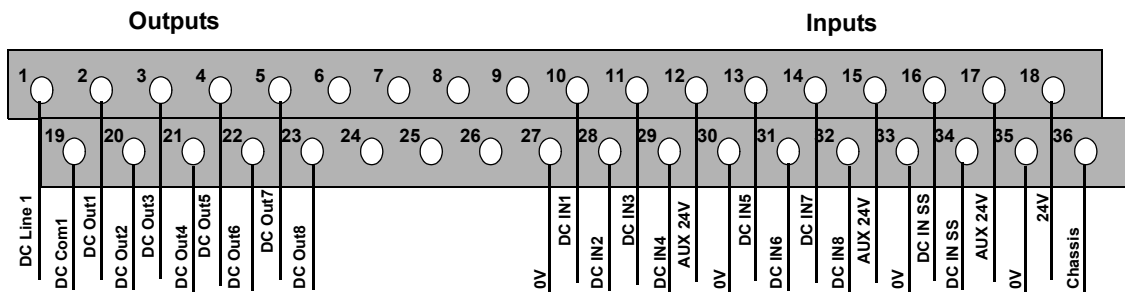 Outputs
Inputs
1 2 3 4 5 6 7 8 9 10 11 12 13 14 15 16 17 18
19 20 21 22 23 24 25 26 27 28 29 30 31 32 33 34 35 36
DC Line 1
DC Com1
DC Out1
DC Out2
DC Out3
DC Out4
DC Out5
DC Out6
DC Out7
DC Out8
0V
DC IN1
DC IN2
DC IN3
DC IN4
AUX 24V
0V
DC IN5
DC IN6
DC IN7
DC IN8
AUX 24V
0V
DC IN SS
DC IN SS
AUX 24V
0V
24V
Chassis